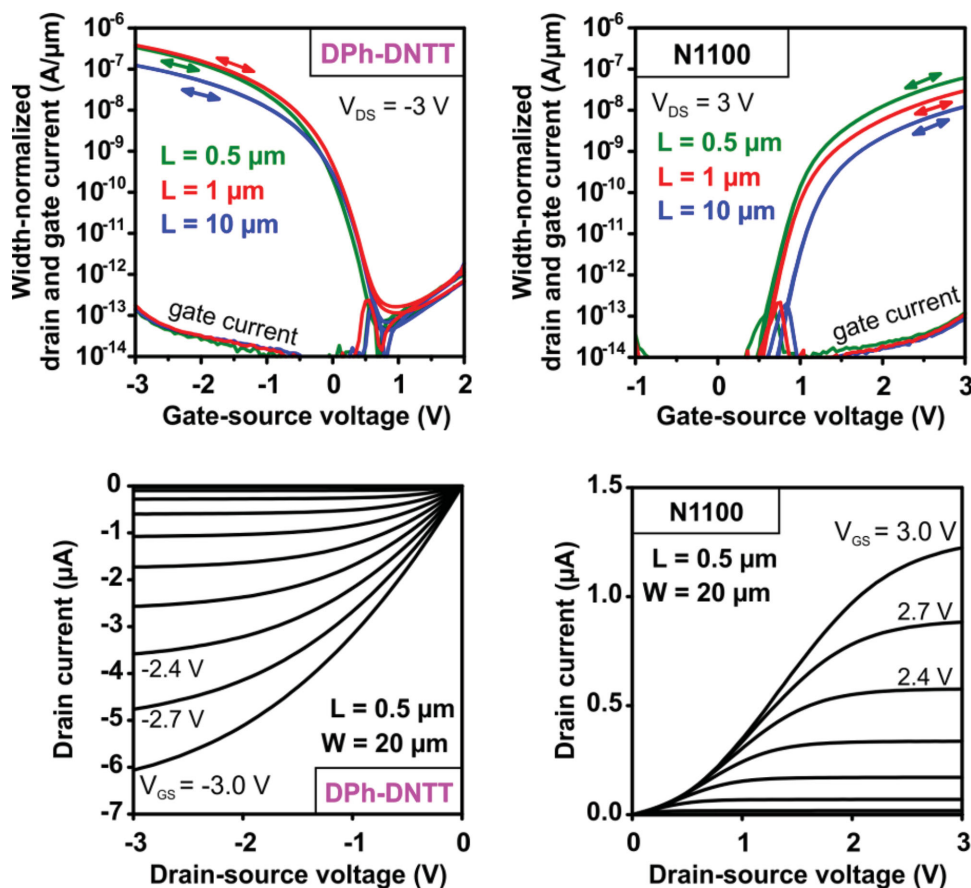 Width-normalized
drain and gate current (A/µm)
10⁻⁶
10⁻⁷
10⁻⁸
10⁻⁹
10⁻¹⁰
10⁻¹¹
10⁻¹²
10⁻¹³
10⁻¹⁴
DPh-DNTT
V_DS = -3 V
L = 0.5 µm
L = 1 µm
L = 10 µm
gate current
-3 -2 -1 0 1 2
Gate-source voltage (V)
Width-normalized
drain and gate current (A/µm)
10⁻⁶
10⁻⁷
10⁻⁸
10⁻⁹
10⁻¹⁰
10⁻¹¹
10⁻¹²
10⁻¹³
10⁻¹⁴
N1100
V_DS = 3 V
L = 0.5 µm
L = 1 µm
L = 10 µm
gate current
-1 0 1 2 3
Gate-source voltage (V)
Drain current (µA)
0
-1
-2
-3
-4
-5
-6
-7
-2.4 V
-2.7 V
V_GS = -3.0 V
L = 0.5 µm
W = 20 µm
DPh-DNTT
-3 -2 -1 0
Drain-source voltage (V)
Drain current (µA)
1.5
1.0
0.5
0.0
N1100
L = 0.5 µm
W = 20 µm
V_GS = 3.0 V
2.7 V
2.4 V
0 1 2 3
Drain-source voltage (V)